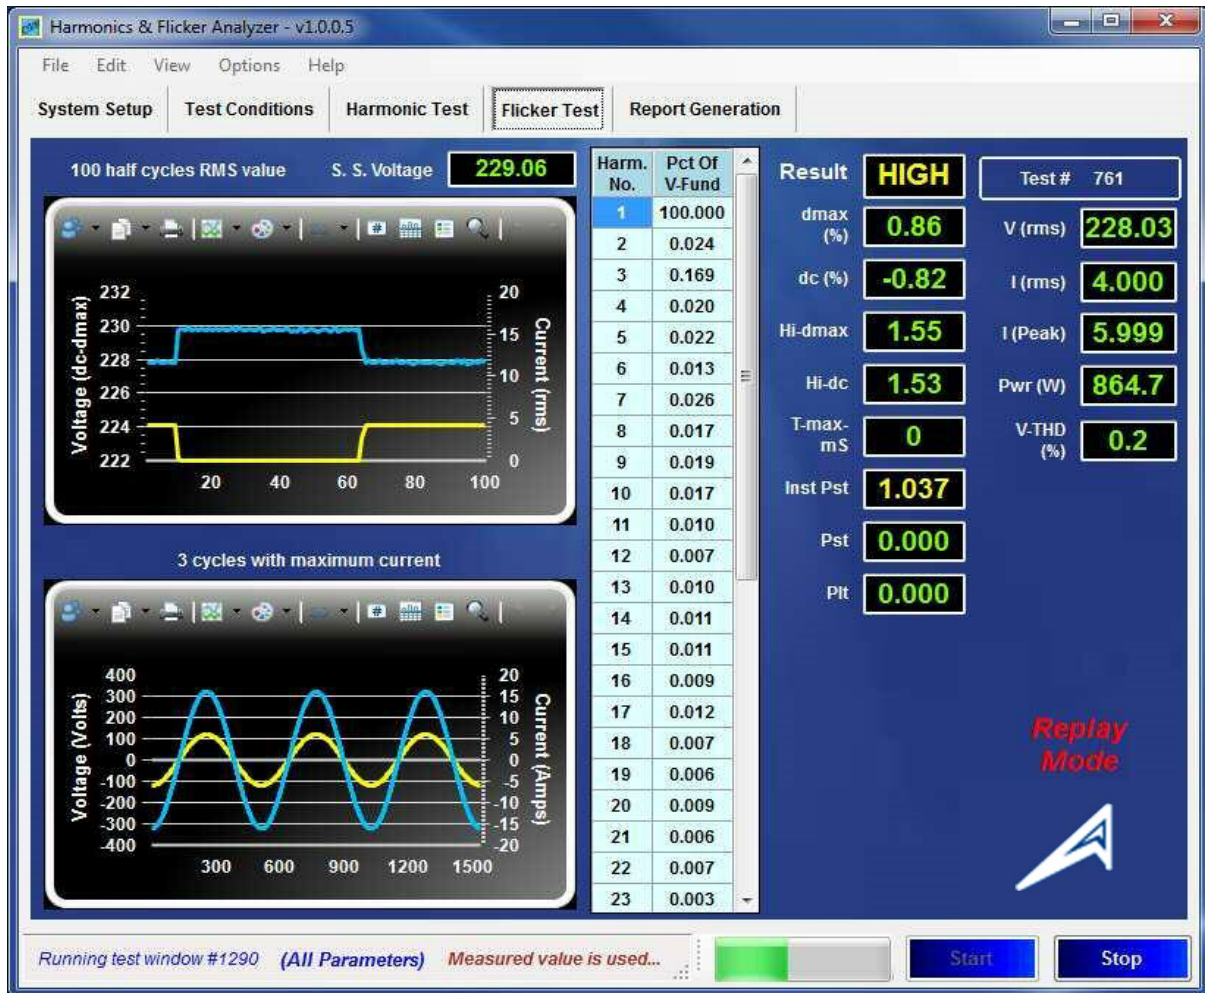 Harmonics & Flicker Analyzer - v1.0.0.5
File Edit View Options Help
System Setup Test Conditions Harmonic Test Flicker Test Report Generation
100 half cycles RMS value S. S. Voltage 229.06
232
230
228
226
224
222
Voltage (dc-dmax)
20
15
10
5
0
Current (rms)
20 40 60 80 100
3 cycles with maximum current
400
300
200
100
0
-100
-200
-300
-400
Voltage (Volts)
20
15
10
5
0
-5
-10
-15
-20
Current (Amps)
300 600 900 1200 1500
Harm. No. Pct Of V-Fund
1 100.000
2 0.024
3 0.169
4 0.020
5 0.022
6 0.013
7 0.026
8 0.017
9 0.019
10 0.017
11 0.010
12 0.007
13 0.010
14 0.011
15 0.011
16 0.009
17 0.012
18 0.007
19 0.006
20 0.009
21 0.006
22 0.007
23 0.003
Result HIGH
dmax (%) 0.86
dc (%) -0.82
Hi-dmax 1.55
Hi-dc 1.53
T-max-mS 0
Inst Pst 1.037
Pst 0.000
Plt 0.000
Test # 761
V (rms) 228.03
I (rms) 4.000
I (Peak) 5.999
Pwr (W) 864.7
V-THD (%) 0.2
Replay
Mode
Running test window #1290 (All Parameters) Measured value is used...
Start Stop